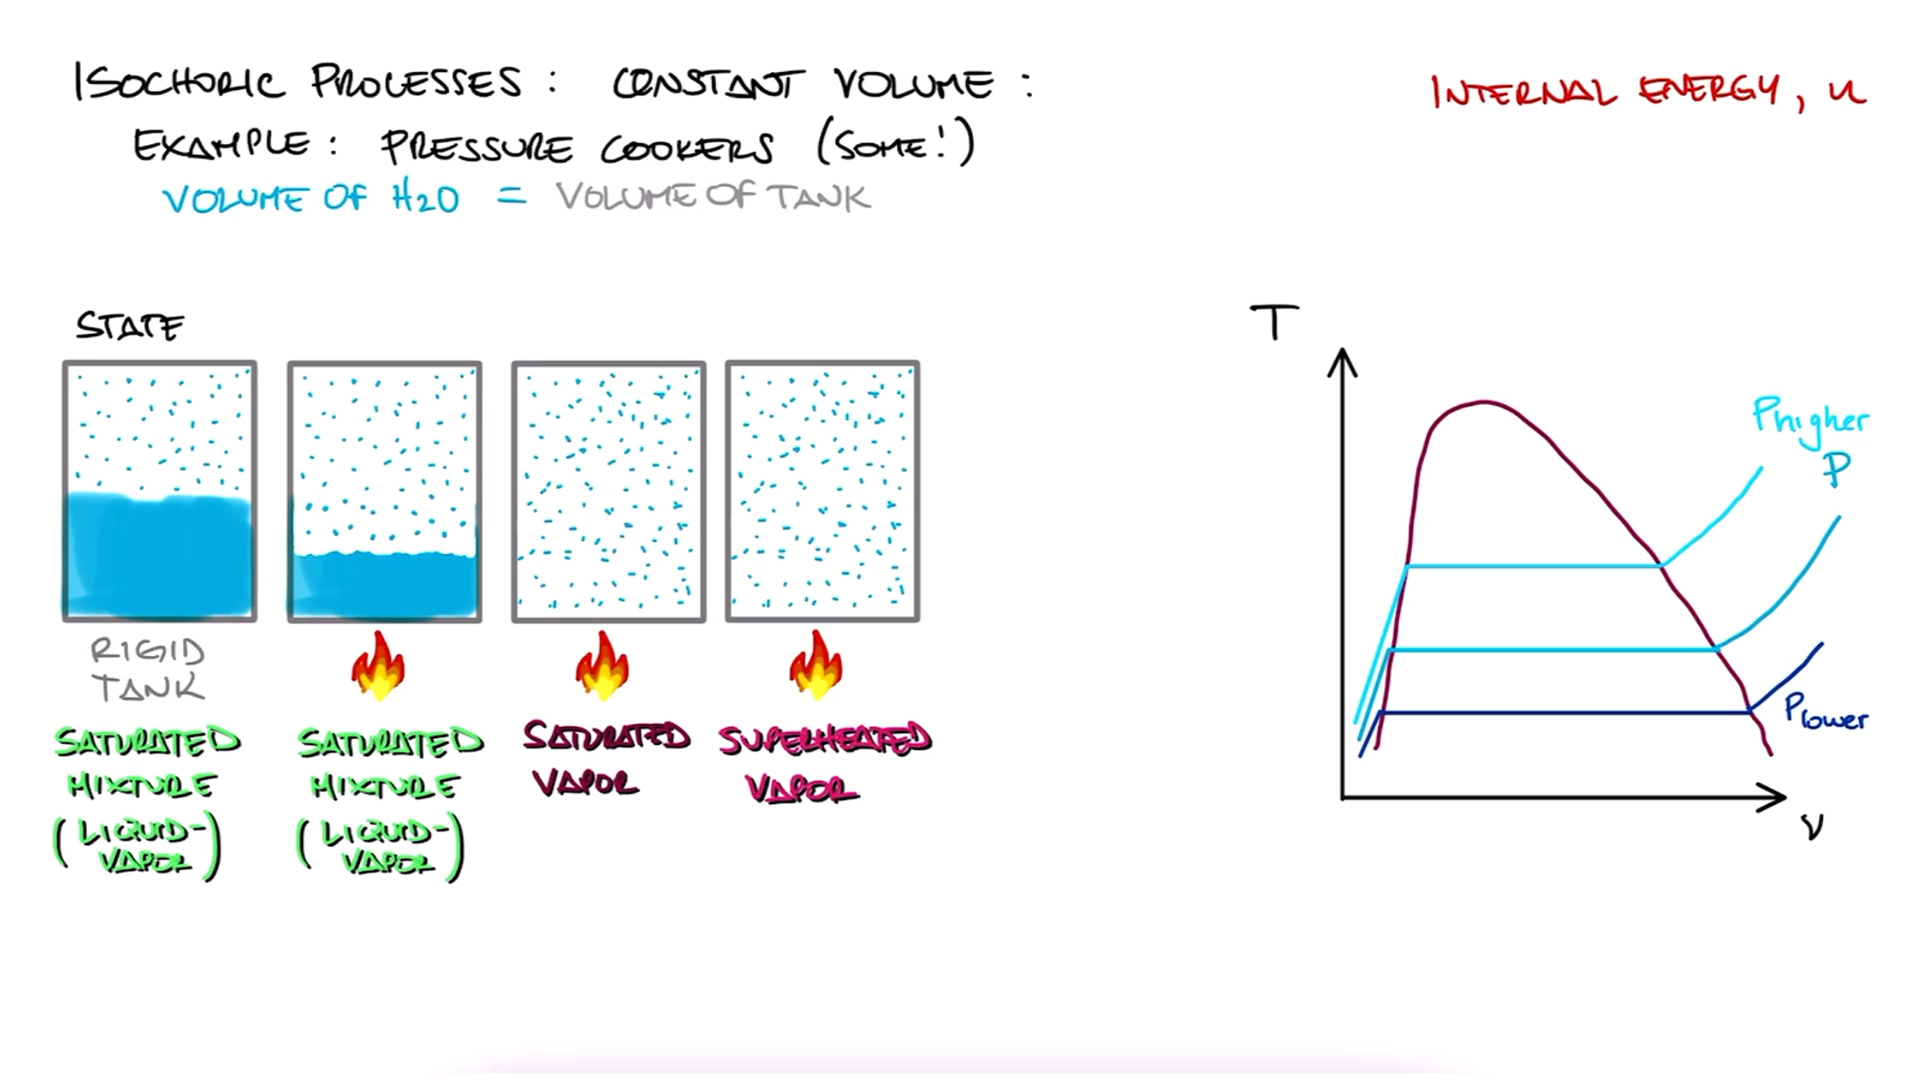 ISOCHORIC PROCESSES : CONSTANT VOLUME :
INTERNAL ENERGY, u
EXAMPLE : PRESSURE COOKERS (SOME!)
VOLUME OF H2O = VOLUME OF TANK
STATE
RIGID
TANK
SATURATED
MIXTURE
(LIQUID-
VAPOR)
SATURATED
MIXTURE
(LIQUID-
VAPOR)
SATURATED
VAPOR
SUPERHEATED
VAPOR
T
Phigher
P
Plower
v